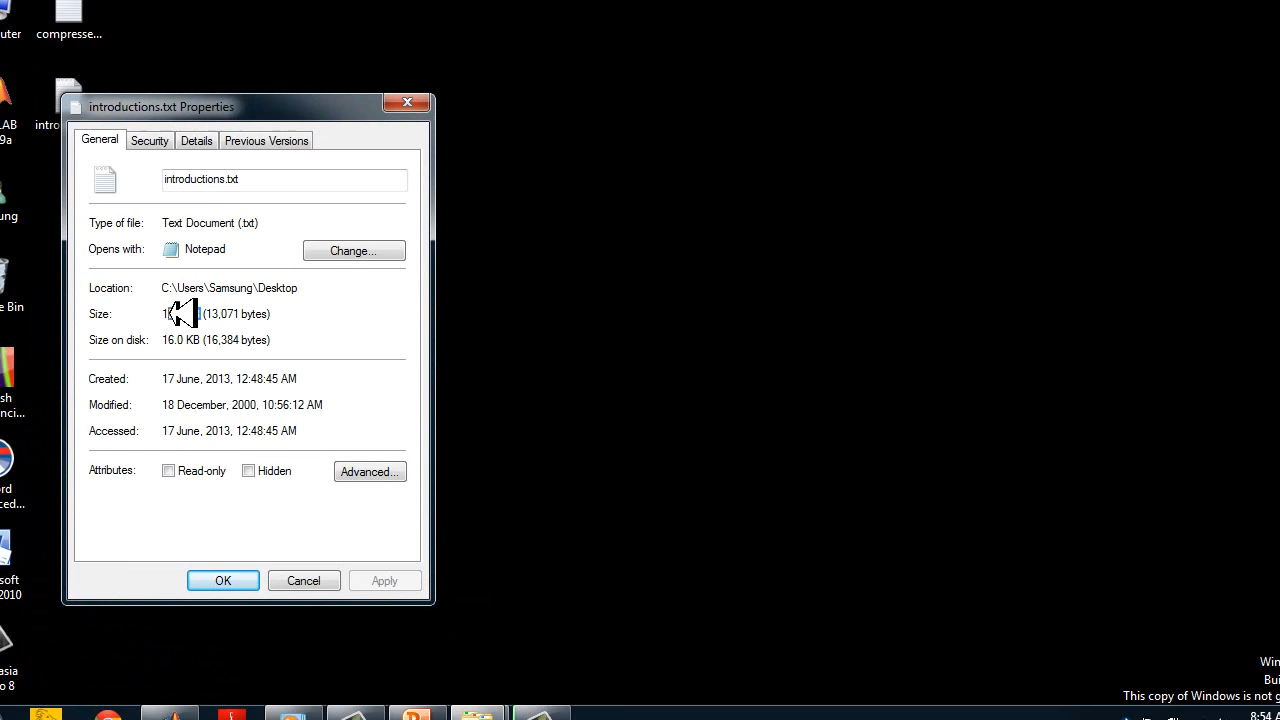 uter
compresse...
LAB
9a
intro
ung
e Bin
sh
nci...
ord
ced...
soft
2010
asia
o 8
introductions.txt Properties
General Security Details Previous Versions
introductions.txt
Type of file: Text Document (.txt)
Opens with: Notepad Change...
Location: C:\Users\Samsung\Desktop
Size: (13,071 bytes)
Size on disk: 16.0 KB (16,384 bytes)
Created: 17 June, 2013, 12:48:45 AM
Modified: 18 December, 2000, 10:56:12 AM
Accessed: 17 June, 2013, 12:48:45 AM
Attributes: Read-only Hidden Advanced...
OK Cancel Apply
Win
Bui
This copy of Windows is not g
8:54 A